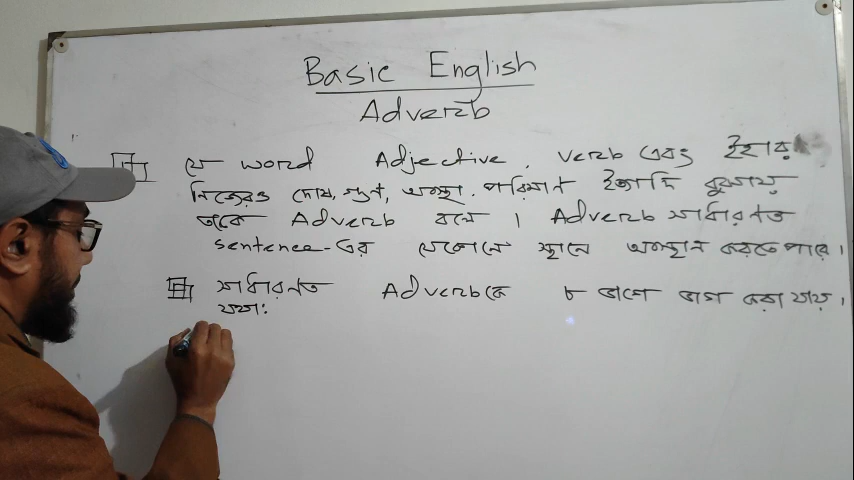 Basic English
Adverb
যে word Adjective, verb এবং ইহার
নিজেরও দোষ, গুণ, অবস্থা, পরিমান ইত্যাদি বুঝায়
তাকে Adverb বলে । Adverb সাধারণত
sentence-এর যেকোনো স্থানে অবস্থান করতে পারে।
সাধারণত Adverbকে ৮ ভাগে ভাগ করা যায়।
যথা: